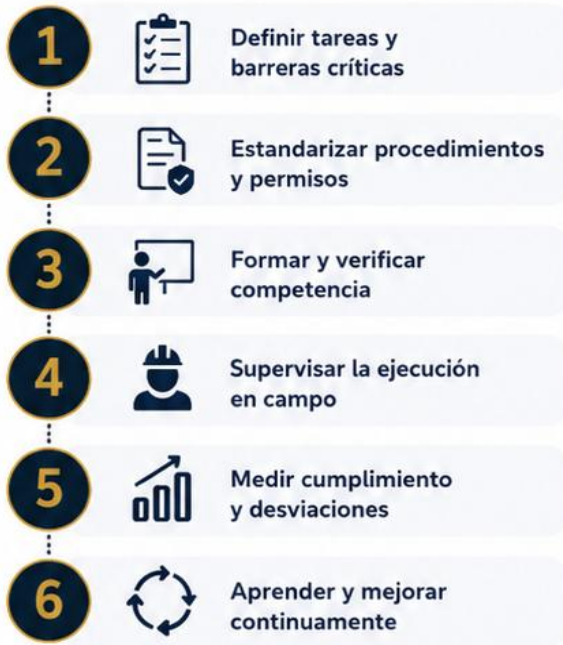 1
Definir tareas y
barreras críticas
2
Estandarizar procedimientos
y permisos
3
Formar y verificar
competencia
4
Supervisar la ejecución
en campo
5
Medir cumplimiento
y desviaciones
6
Aprender y mejorar
continuamente